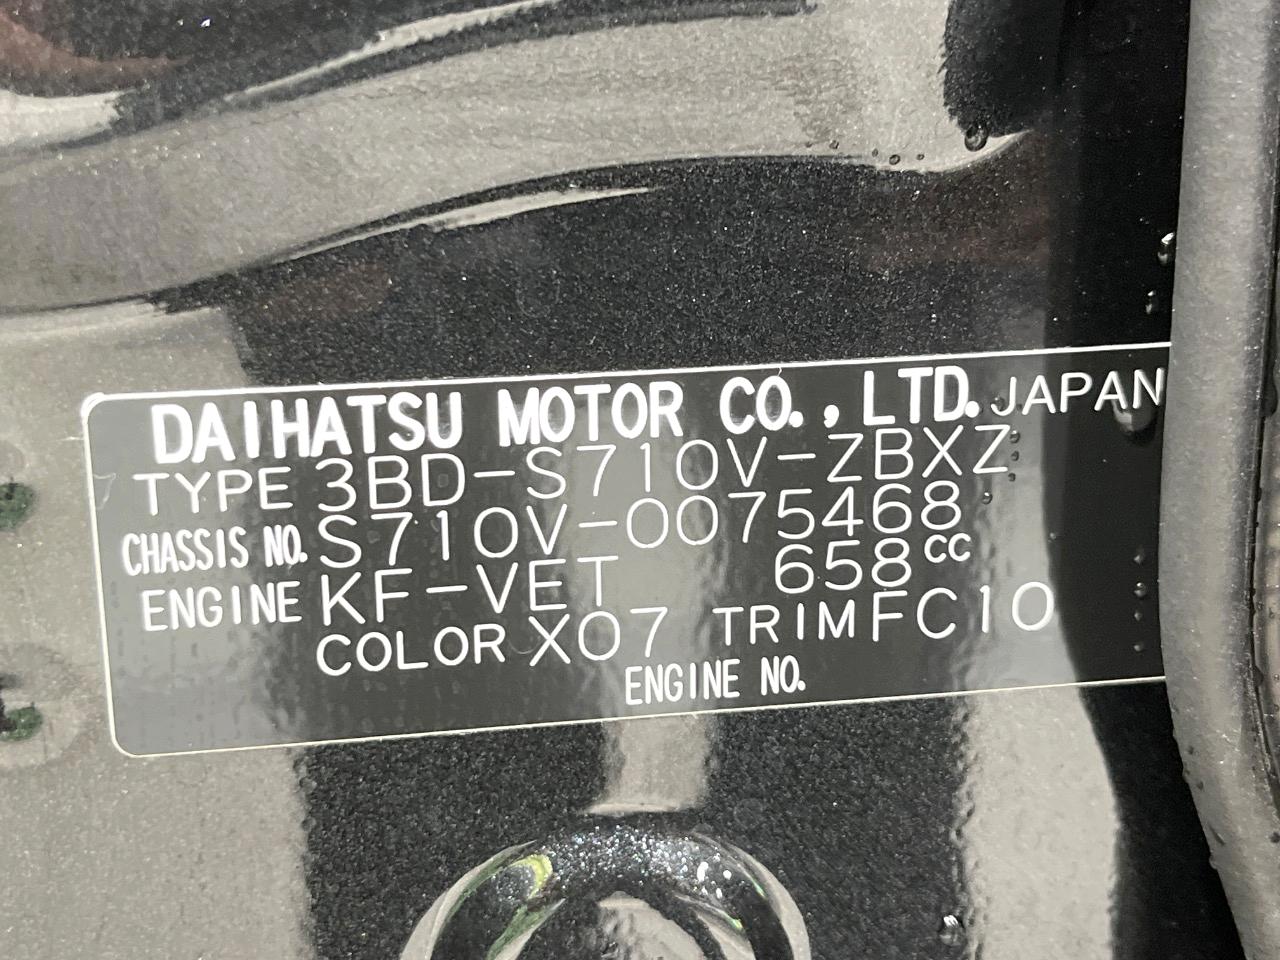 DAIHATSU MOTOR CO., LTD. JAPAN
TYPE 3BD-S710V-ZBXZ
CHASSIS NO. S710V-0075468
ENGINE KF-VET 658cc
COLOR X07 TRIM FC10
ENGINE NO.